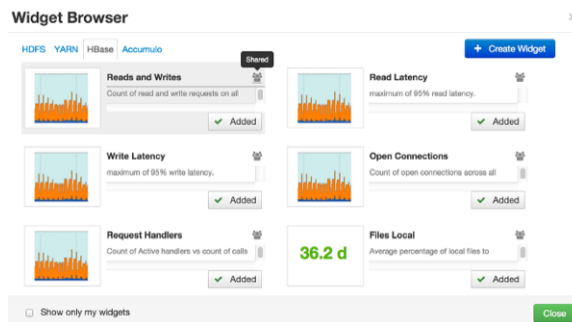 Widget Browser
HDFS YARN HBase Accumulo
+ Create Widget
Shared
Reads and Writes
Count of read and write requests on all
Added
Read Latency
maximum of 95% read latency.
Added
Write Latency
maximum of 95% write latency.
Added
Open Connections
Count of open connections across all
Added
Request Handlers
Count of Active handlers vs count of calls
Added
36.2 d
Files Local
Average percentage of local files to
Added
Show only my widgets
Close